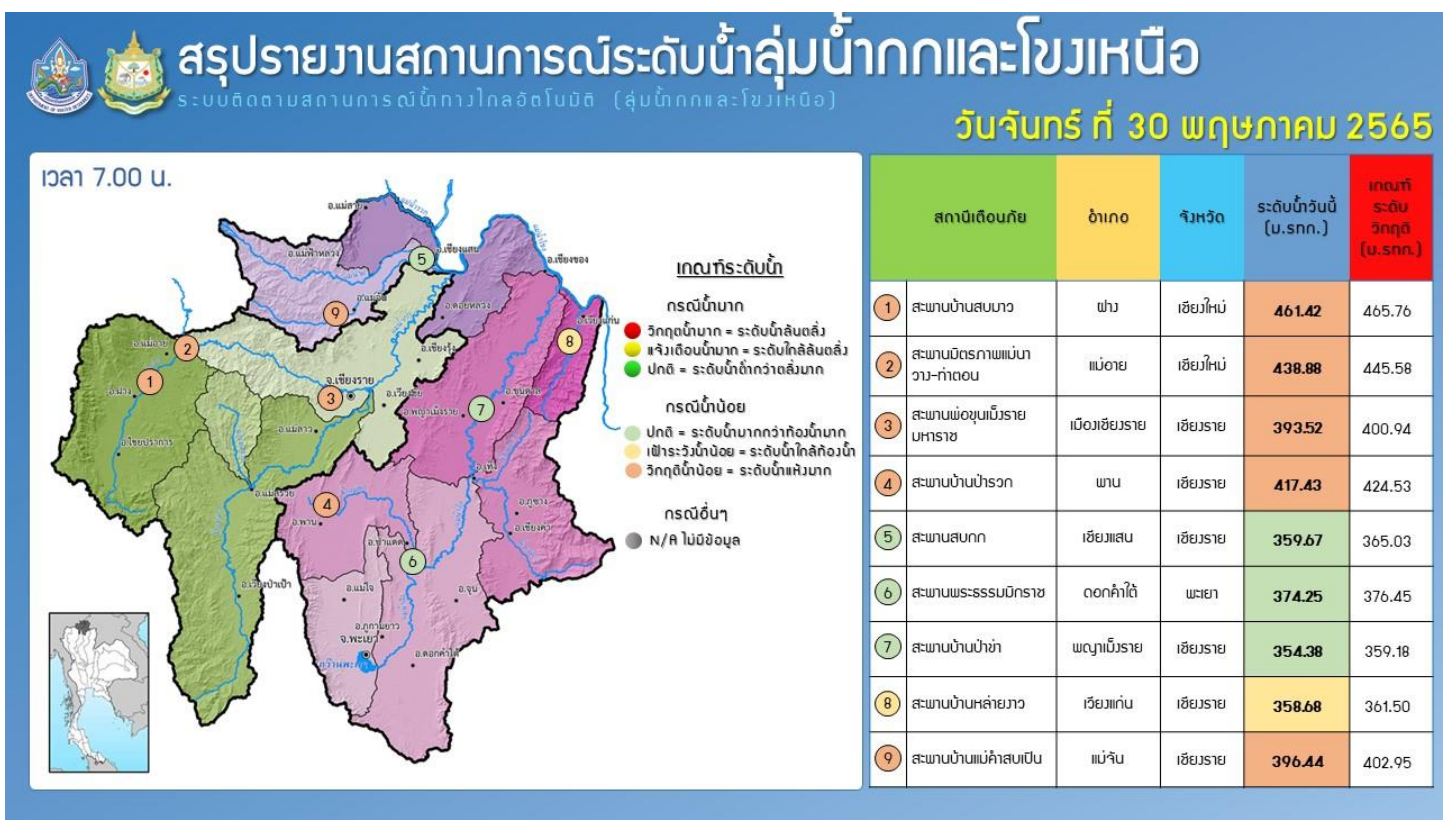 สรุปรายงานสถานการณ์ระดับน้ำลุ่มน้ำกกและโขงเหนือ
ระบบติดตามสถานการณ์น้ำทางไกลอัตโนมัติ (ลุ่มน้ำกกและโขงเหนือ)
วันจันทร์ ที่ 30 พฤษภาคม 2565
เวลา 7.00 น.
อ.แม่สาย
อ.แม่ฟ้าหลวง
อ.เชียงแสน
อ.เชียงของ
5
9
อ.แม่จัน
อ.ดอยหลวง
อ.เวียงแก่น
8
อ.แม่อาย
2
อ.เชียงรุ้ง
1
อ.ฝาง
จ.เชียงราย
3
อ.เวียงชัย
อ.พญาเม็งราย
7
อ.ขุนตาล
อ.แม่ลาว
อ.ไชยปราการ
อ.เทิง
อ.แม่สรวย
4
อ.พาน
อ.ภูซาง
อ.เชียงคำ
อ.ป่าแดด
6
อ.เวียงป่าเป้า
อ.แม่ใจ
อ.จุน
อ.ภูกามยาว
จ.พะเยา
กว๊านพะเยา
อ.ดอกคำใต้
เกณฑ์ระดับน้ำ
กรณีน้ำมาก
วิกฤตน้ำมาก = ระดับน้ำล้นตลิ่ง
แจ้งเตือนน้ำมาก = ระดับใกล้ล้นตลิ่ง
ปกติ = ระดับน้ำต่ำกว่าตลิ่งมาก
กรณีน้ำน้อย
ปกติ = ระดับน้ำมากกว่าท้องน้ำมาก
เฝ้าระวังน้ำน้อย = ระดับน้ำใกล้ท้องน้ำ
วิกฤติน้ำน้อย = ระดับน้ำแห้งมาก
กรณีอื่นๆ
N/A ไม่มีข้อมูล
สถานีเตือนภัย อำเภอ จังหวัด ระดับน้ำวันนี้ (ม.รทก.) เกณฑ์ระดับวิกฤติ (ม.รทก.)
1 สะพานบ้านสบมาว ฝาง เชียงใหม่ 461.42 465.76
2 สะพานมิตรภาพแม่นาวาง-ท่าตอน แม่อาย เชียงใหม่ 438.88 445.58
3 สะพานพ่อขุนเม็งรายมหาราช เมืองเชียงราย เชียงราย 393.52 400.94
4 สะพานบ้านป่ารวก พาน เชียงราย 417.43 424.53
5 สะพานสบกก เชียงแสน เชียงราย 359.67 365.03
6 สะพานพระธรรมมิกราช ดอกคำใต้ พะเยา 374.25 376.45
7 สะพานบ้านป่าข่า พญาเม็งราย เชียงราย 354.38 359.18
8 สะพานบ้านหล่ายงาว เวียงแก่น เชียงราย 358.68 361.50
9 สะพานบ้านแม่คำสบเปิน แม่จัน เชียงราย 396.44 402.95